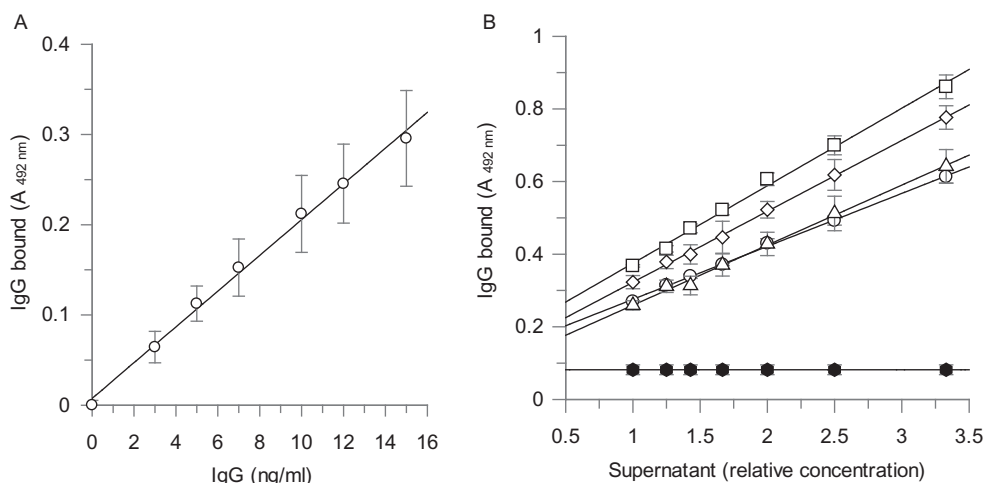 A
B
0.4
0.3
0.2
0.1
0
IgG bound (A 492 nm)
0 2 4 6 8 10 12 14 16
IgG (ng/ml)
1
0.8
0.6
0.4
0.2
0
IgG bound (A 492 nm)
0.5 1 1.5 2 2.5 3 3.5
Supernatant (relative concentration)